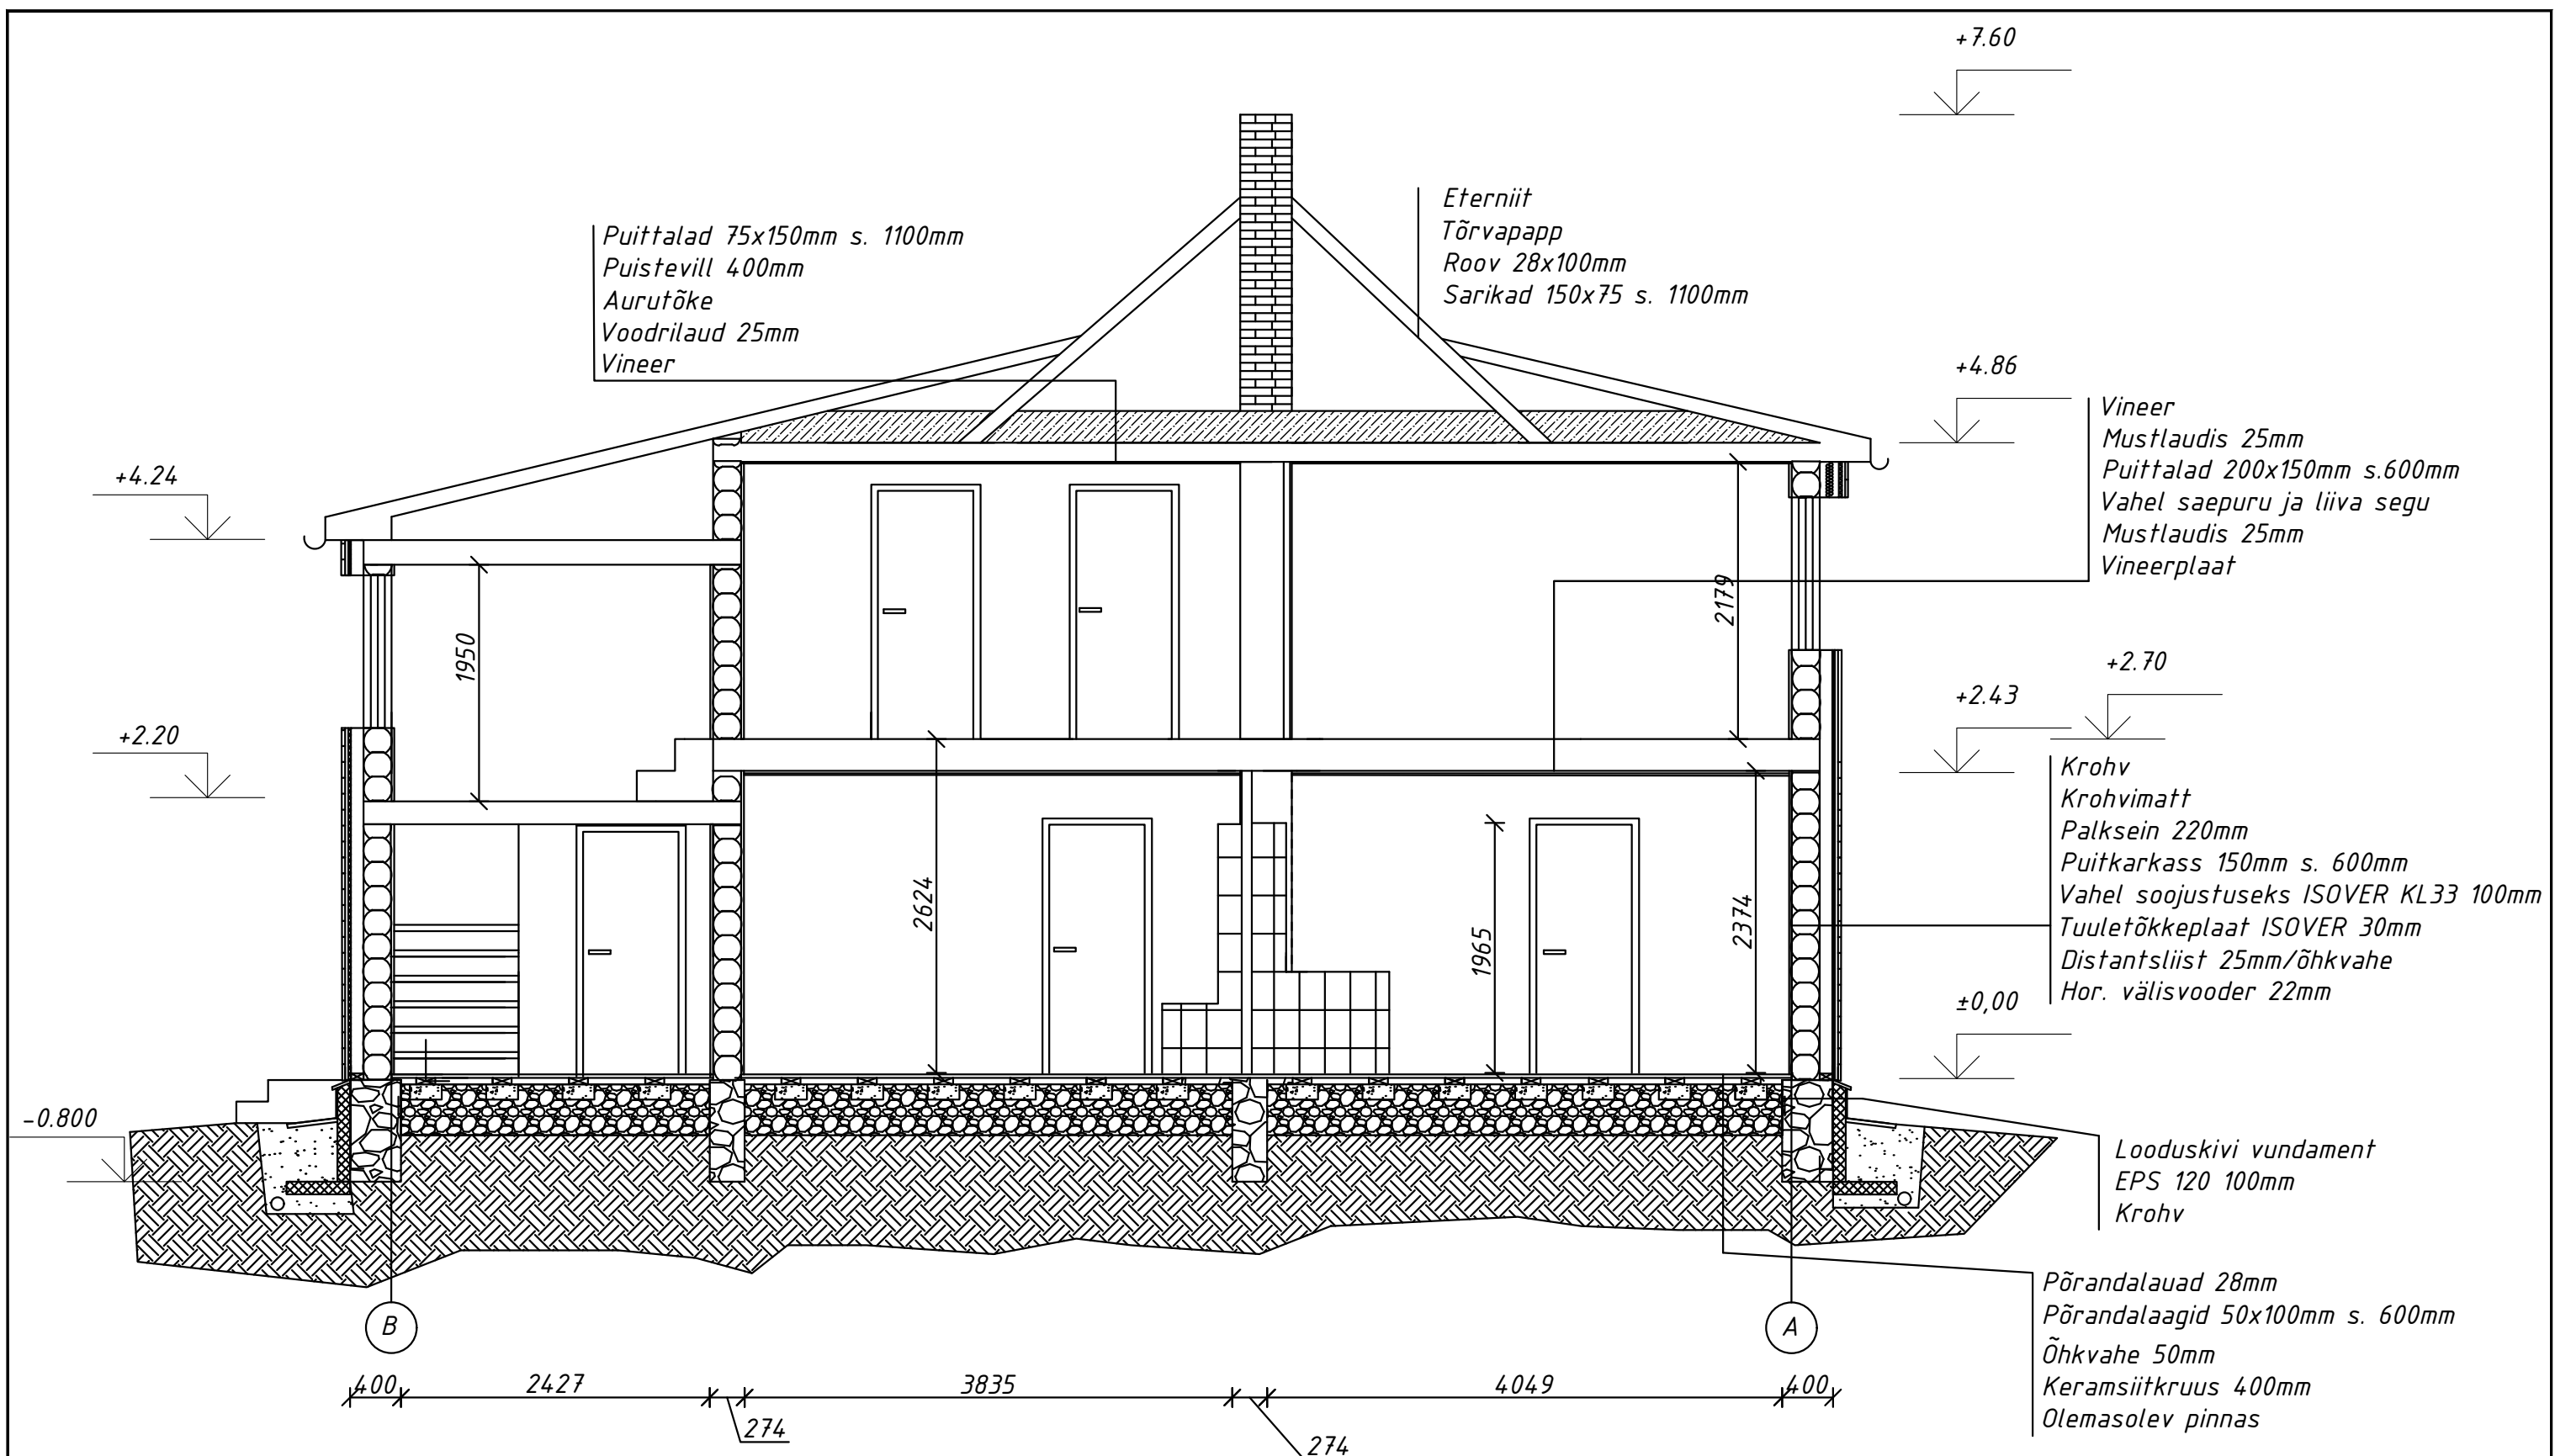 +7.60
Puittalad 75x150mm s. 1100mm
Puistevill 400mm
Aurutõke
Voodrilaud 25mm
Vineer
Eterniit
Tõrvapapp
Roov 28x100mm
Sarikad 150x75 s. 1100mm
+4.86
Vineer
Mustlaudis 25mm
Puittalad 200x150mm s.600mm
Vahel saepuru ja liiva segu
Mustlaudis 25mm
Vineerplaat
+4.24
1950
2179
+2.70
+2.43
+2.20
Krohv
Krohvimatt
Palksein 220mm
Puitkarkass 150mm s. 600mm
Vahel soojustuseks ISOVER KL33 100mm
Tuuletõkkeplaat ISOVER 30mm
Distantsliist 25mm/õhkvahe
Hor. välisvooder 22mm
2624
1965
2374
±0,00
-0.800
Looduskivi vundament
EPS 120 100mm
Krohv
Põrandalauad 28mm
Põrandalaagid 50x100mm s. 600mm
Õhkvahe 50mm
Keramsiitkruus 400mm
Olemasolev pinnas
B
A
400
2427
274
3835
274
4049
400